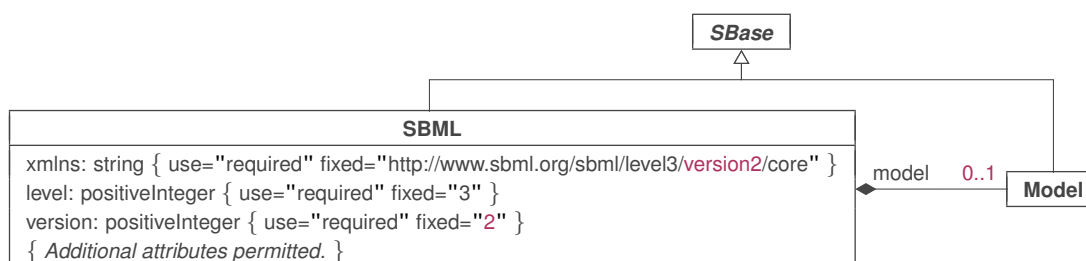 SBase
SBML
xmlns: string { use="required" fixed="http://www.sbml.org/sbml/level3/version2/core" }
level: positiveInteger { use="required" fixed="3" }
version: positiveInteger { use="required" fixed="2" }
{ Additional attributes permitted. }
model 0..1
Model